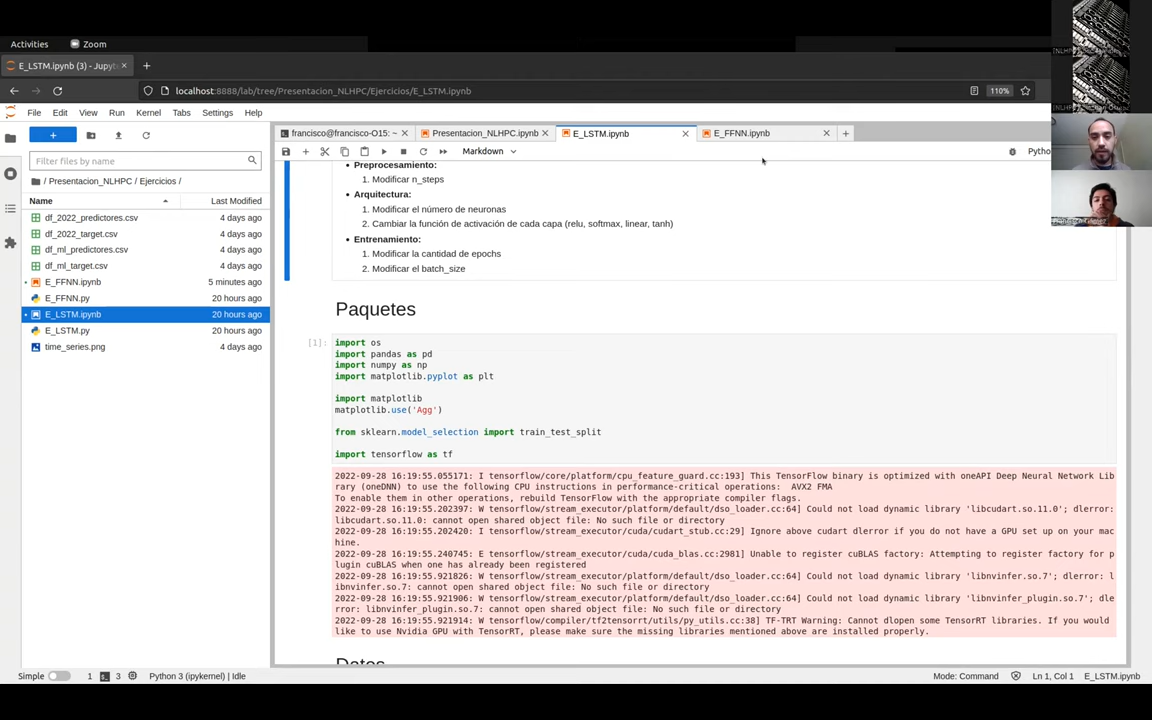 Activities
Zoom
E_LSTM.ipynb (3) - Jupyt
localhost:8888/lab/tree/Presentacion_NLHPC/Ejercicios/E_LSTM.ipynb
110%
File Edit View Run Kernel Tabs Settings Help
francisco@francisco-O15: ~
Presentacion_NLHPC.ipynb
E_LSTM.ipynb
E_FFNN.ipynb
Markdown
Filter files by name
/ Presentacion_NLHPC / Ejercicios /
Name Last Modified
df_2022_predictores.csv 4 days ago
df_2022_target.csv 4 days ago
df_ml_predictores.csv 4 days ago
df_ml_target.csv 4 days ago
E_FFNN.ipynb 5 minutes ago
E_FFNN.py 20 hours ago
E_LSTM.ipynb 20 hours ago
E_LSTM.py 20 hours ago
time_series.png 4 days ago
Preprocesamiento:
1. Modificar n_steps
Arquitectura:
1. Modificar el número de neuronas
2. Cambiar la función de activación de cada capa (relu, softmax, linear, tanh)
Entrenamiento:
1. Modificar la cantidad de epochs
2. Modificar el batch_size
Paquetes
[1]:
import os
import pandas as pd
import numpy as np
import matplotlib.pyplot as plt
import matplotlib
matplotlib.use('Agg')
from sklearn.model_selection import train_test_split
import tensorflow as tf
2022-09-28 16:19:55.055171: I tensorflow/core/platform/cpu_feature_guard.cc:193] This TensorFlow binary is optimized with oneAPI Deep Neural Network Lib
rary (oneDNN) to use the following CPU instructions in performance-critical operations:  AVX2 FMA
To enable them in other operations, rebuild TensorFlow with the appropriate compiler flags.
2022-09-28 16:19:55.202397: W tensorflow/stream_executor/platform/default/dso_loader.cc:64] Could not load dynamic library 'libcudart.so.11.0'; dlerror:
libcudart.so.11.0: cannot open shared object file: No such file or directory
2022-09-28 16:19:55.202420: I tensorflow/stream_executor/cuda/cudart_stub.cc:29] Ignore above cudart dlerror if you do not have a GPU set up on your mac
hine.
2022-09-28 16:19:55.240745: E tensorflow/stream_executor/cuda/cuda_blas.cc:2981] Unable to register cuBLAS factory: Attempting to register factory for p
lugin cuBLAS when one has already been registered
2022-09-28 16:19:55.921826: W tensorflow/stream_executor/platform/default/dso_loader.cc:64] Could not load dynamic library 'libnvinfer.so.7'; dlerror: l
ibnvinfer.so.7: cannot open shared object file: No such file or directory
2022-09-28 16:19:55.921906: W tensorflow/stream_executor/platform/default/dso_loader.cc:64] Could not load dynamic library 'libnvinfer_plugin.so.7'; dle
rror: libnvinfer_plugin.so.7: cannot open shared object file: No such file or directory
2022-09-28 16:19:55.921914: W tensorflow/compiler/tf2tensorrt/utils/py_utils.cc:38] TF-TRT Warning: Cannot dlopen some TensorRT libraries. If you would
like to use Nvidia GPU with TensorRT, please make sure the missing libraries mentioned above are installed properly.
Datos
Simple
1
3
Python 3 (ipykernel) | Idle
Mode: Command
Ln 1, Col 1
E_LSTM.ipynb